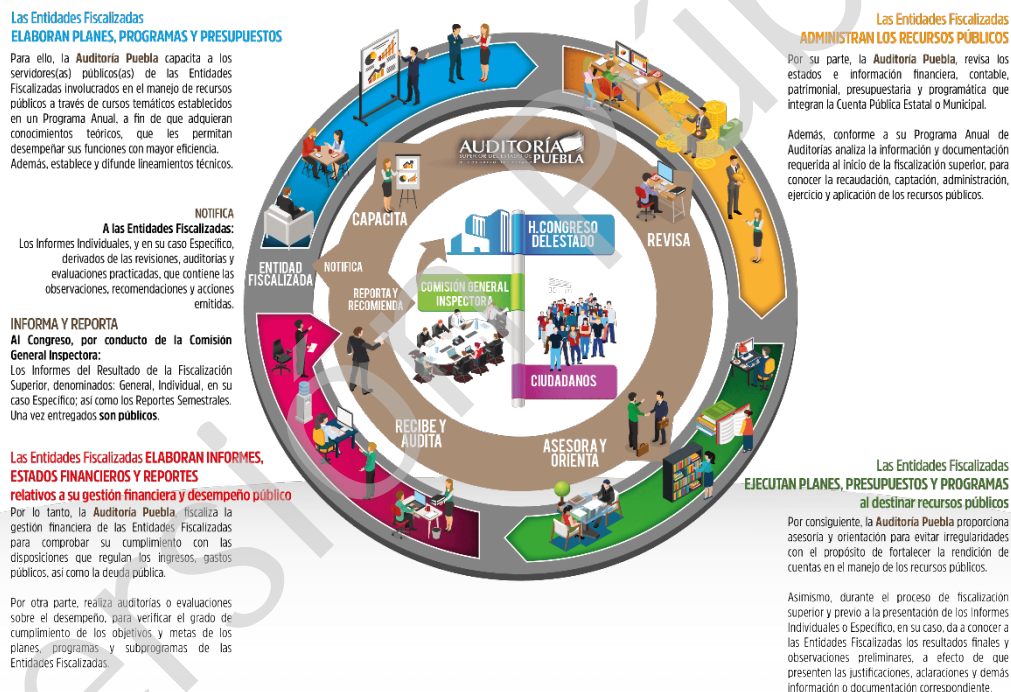 Las Entidades Fiscalizadas
ELABORAN PLANES, PROGRAMAS Y PRESUPUESTOS
Para ello, la Auditoría Puebla capacita a los
servidores(as) públicos(as) de las Entidades
Fiscalizadas involucrados en el manejo de recursos
públicos a través de cursos temáticos establecidos
en un Programa Anual, a fin de que adquieran
conocimientos teóricos, que les permitan
desempeñar sus funciones con mayor eficiencia.
Además, establece y difunde lineamientos técnicos.
NOTIFICA
A las Entidades Fiscalizadas:
Los Informes Individuales, y en su caso Específico,
derivados de las revisiones, auditorías y
evaluaciones practicadas, que contiene las
observaciones, recomendaciones y acciones
emitidas.
INFORMA Y REPORTA
Al Congreso, por conducto de la Comisión
General Inspectora:
Los Informes del Resultado de la Fiscalización
Superior, denominados: General, Individual, en su
caso Específico; así como los Reportes Semestrales.
Una vez entregados son públicos.
Las Entidades Fiscalizadas ELABORAN INFORMES,
ESTADOS FINANCIEROS Y REPORTES
relativos a su gestión financiera y desempeño público
Por lo tanto, la Auditoría Puebla, fiscaliza la
gestión financiera de las Entidades Fiscalizadas
para comprobar su cumplimiento con las
disposiciones que regulan los ingresos, gastos
públicos, así como la deuda pública.
Por otra parte, realiza auditorías o evaluaciones
sobre el desempeño, para verificar el grado de
cumplimiento de los objetivos y metas de los
planes, programas y subprogramas de las
Entidades Fiscalizadas.
AUDITORÍA
SUPERIOR DEL ESTADO DE PUEBLA
CAPACITA
REVISA
ENTIDAD
FISCALIZADA
NOTIFICA
REPORTA Y
RECOMIENDA
H. CONGRESO
DEL ESTADO
COMISIÓN GENERAL
INSPECTORA
CIUDADANOS
RECIBE Y
AUDITA
ASESORA Y
ORIENTA
Las Entidades Fiscalizadas
ADMINISTRAN LOS RECURSOS PÚBLICOS
Por su parte, la Auditoría Puebla, revisa los
estados e información financiera, contable,
patrimonial, presupuestaria y programática que
integran la Cuenta Pública Estatal o Municipal.
Además, conforme a su Programa Anual de
Auditorías analiza la información y documentación
requerida al inicio de la fiscalización superior, para
conocer la recaudación, captación, administración,
ejercicio y aplicación de los recursos públicos.
Las Entidades Fiscalizadas
EJECUTAN PLANES, PRESUPUESTOS Y PROGRAMAS
al destinar recursos públicos
Por consiguiente, la Auditoría Puebla proporciona
asesoría y orientación para evitar irregularidades
con el propósito de fortalecer la rendición de
cuentas en el manejo de los recursos públicos.
Asimismo, durante el proceso de fiscalización
superior y previo a la presentación de los Informes
Individuales o Específico, en su caso, da a conocer a
las Entidades Fiscalizadas los resultados finales y
observaciones preliminares, a efecto de que
presenten las justificaciones, aclaraciones y demás
información o documentación correspondiente.